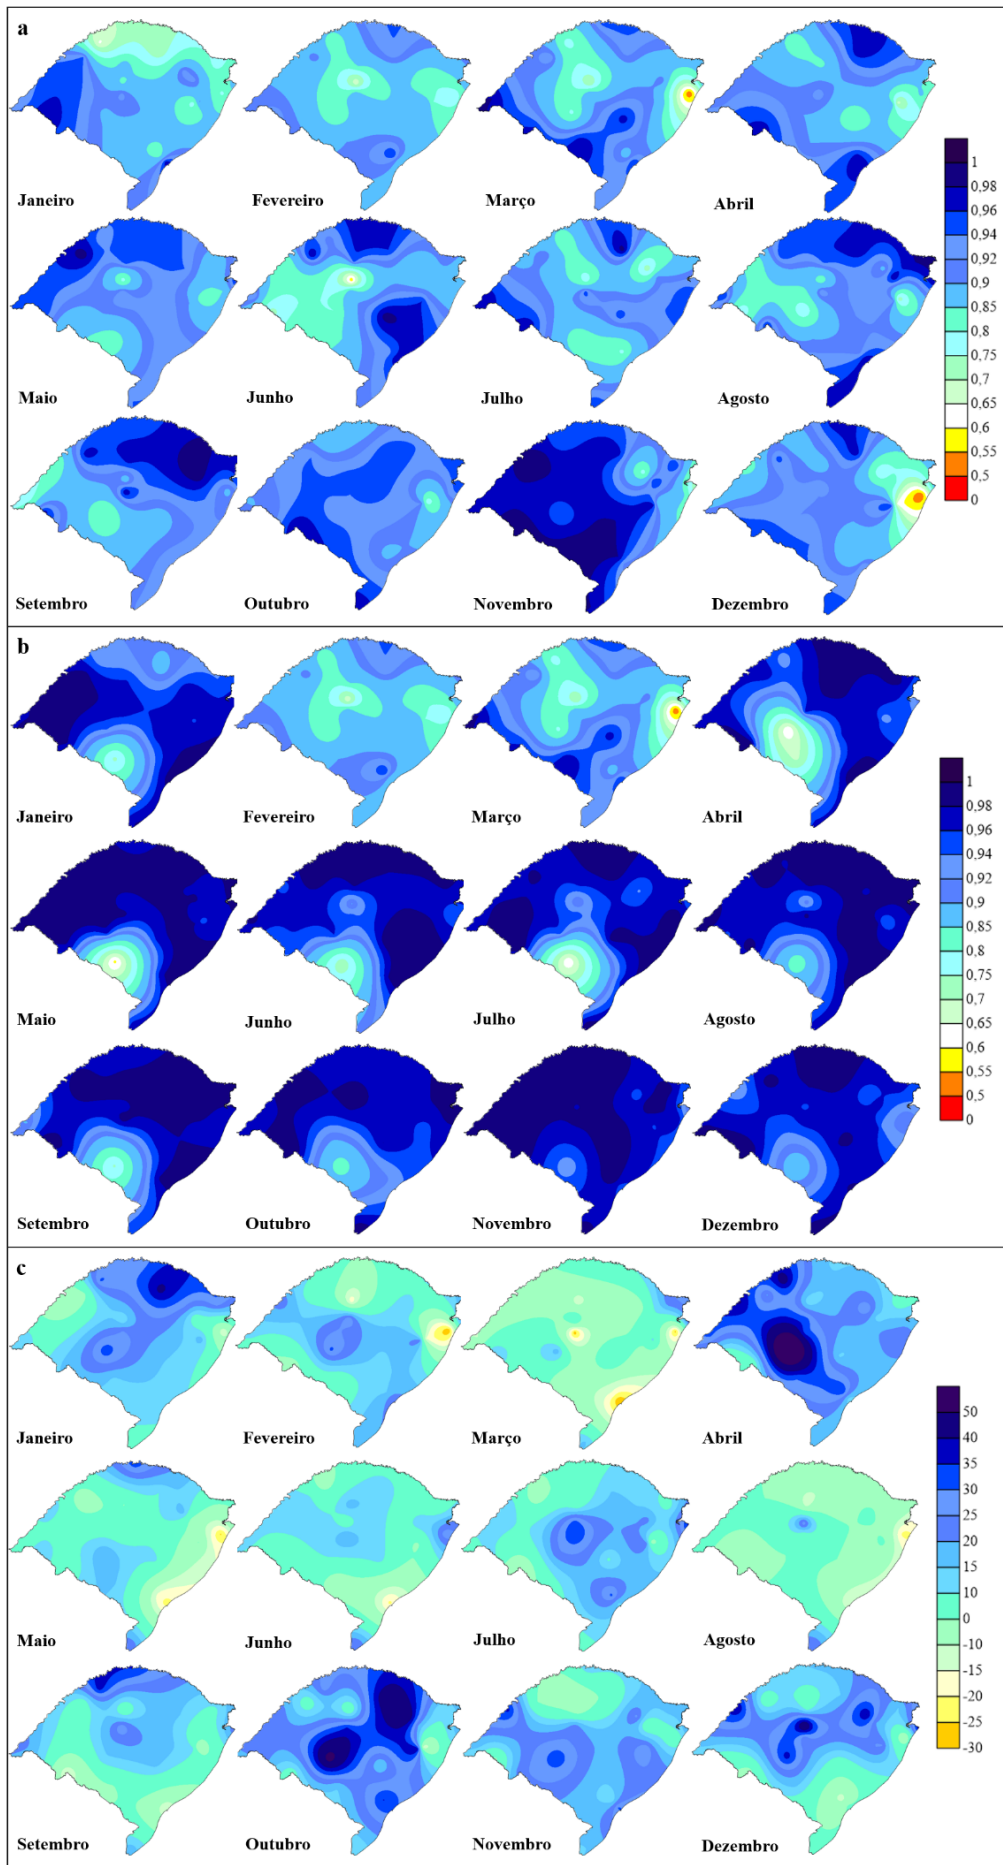 a
Janeiro
Fevereiro
Março
Abril
Maio
Junho
Julho
Agosto
Setembro
Outubro
Novembro
Dezembro
1
0,98
0,96
0,94
0,92
0,9
0,85
0,8
0,75
0,7
0,65
0,6
0,55
0,5
0
b
Janeiro
Fevereiro
Março
Abril
Maio
Junho
Julho
Agosto
Setembro
Outubro
Novembro
Dezembro
1
0,98
0,96
0,94
0,92
0,9
0,85
0,8
0,75
0,7
0,65
0,6
0,55
0,5
0
c
Janeiro
Fevereiro
Março
Abril
Maio
Junho
Julho
Agosto
Setembro
Outubro
Novembro
Dezembro
50
40
35
30
25
20
15
10
0
-10
-15
-20
-25
-30